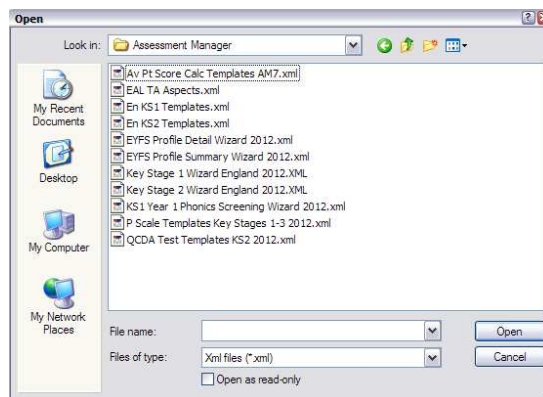 Open
Look in: Assessment Manager
My Recent Documents
Desktop
My Computer
My Network Places
Av Pt Score Calc Templates AM7.xml
EAL TA Aspects.xml
En KS1 Templates.xml
En KS2 Templates.xml
EYFS Profile Detail Wizard 2012.xml
EYFS Profile Summary Wizard 2012.xml
Key Stage 1 Wizard England 2012.XML
Key Stage 2 Wizard England 2012.XML
KS1 Year 1 Phonics Screening Wizard 2012.xml
P Scale Templates Key Stages 1-3 2012.xml
QCDA Test Templates KS2 2012.xml
File name:
Open
Files of type: Xml files (*.xml)
Cancel
Open as read-only